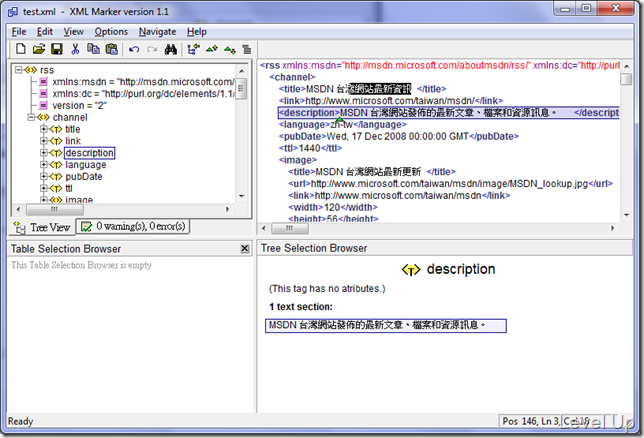 test.xml - XML Marker version 1.1
File Edit View Options Navigate Help
rss
xmlns:msdn = "http://msdn.microsoft.com/
xmlns:dc = "http://purl.org/dc/elements/1.1/
version = "2"
channel
title
link
description
language
pubDate
ttl
image
Tree View 0 warning(s), 0 error(s)
<rss xmlns:msdn="http://msdn.microsoft.com/aboutmsdn/rss/" xmlns:dc="http://purl
<channel>
<title>MSDN 台灣網站最新資訊 </title>
<link>http://www.microsoft.com/taiwan/msdn/</link>
<description>MSDN 台灣網站發佈的最新文章、檔案和資源訊息。 </descript
<language>zh-tw</language>
<pubDate>Wed, 17 Dec 2008 00:00:00 GMT</pubDate>
<ttl>1440</ttl>
<image>
<title>MSDN 台灣網站最新更新 </title>
<url>http://www.microsoft.com/taiwan/msdn/image/MSDN_lookup.jpg</url>
<link>http://www.microsoft.com/taiwan/msdn</link>
<width>120</width>
<height>56</height>
Table Selection Browser
This Table Selection Browser is empty
Tree Selection Browser
<T> description
(This tag has no atributes.)
1 text section:
MSDN 台灣網站發佈的最新文章、檔案和資源訊息。
Ready
Pos 146, Ln 3, Col
Level Up